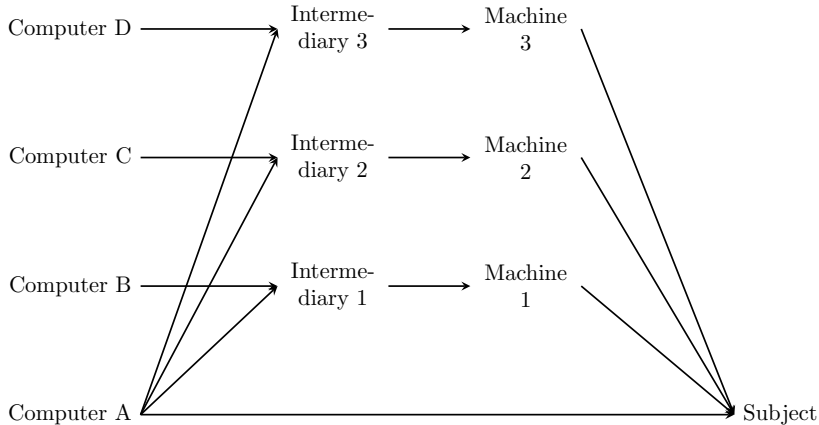 Computer D
Interme-
diary 3
Machine
3
Computer C
Interme-
diary 2
Machine
2
Computer B
Interme-
diary 1
Machine
1
Computer A
Subject